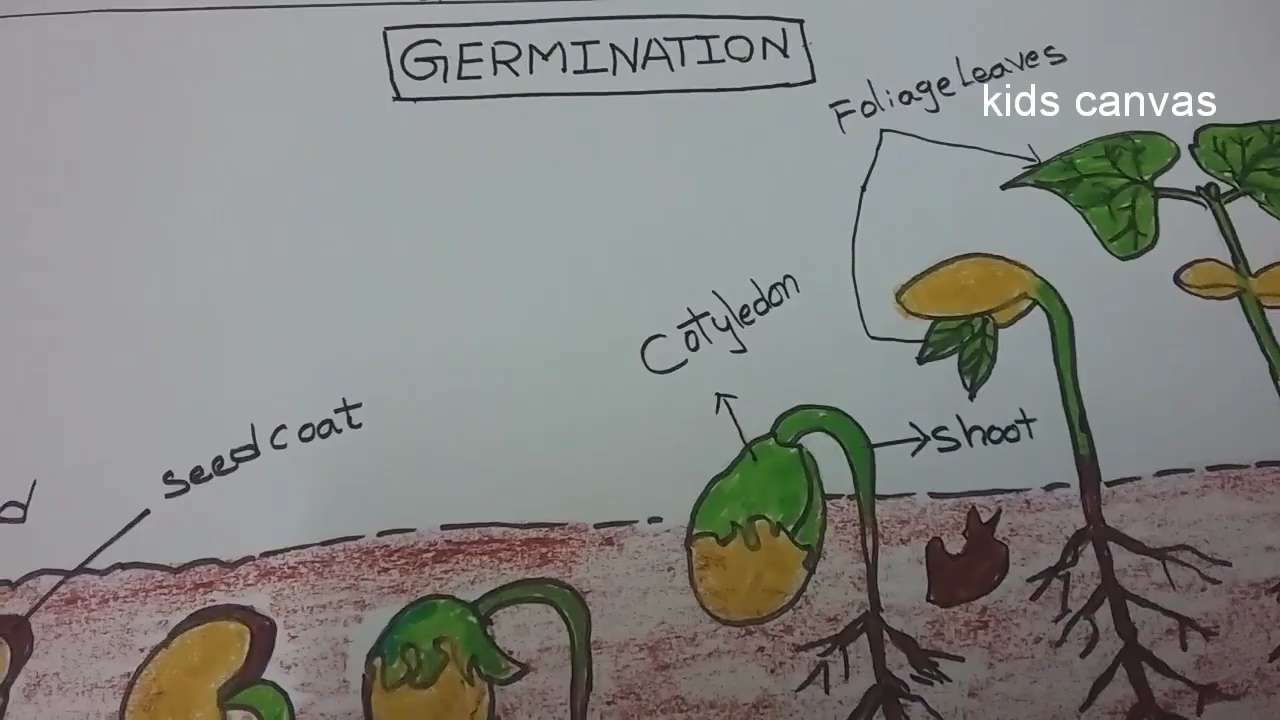 GERMINATION
Foliage Leaves
kids canvas
Cotyledon
shoot
seed coat
d